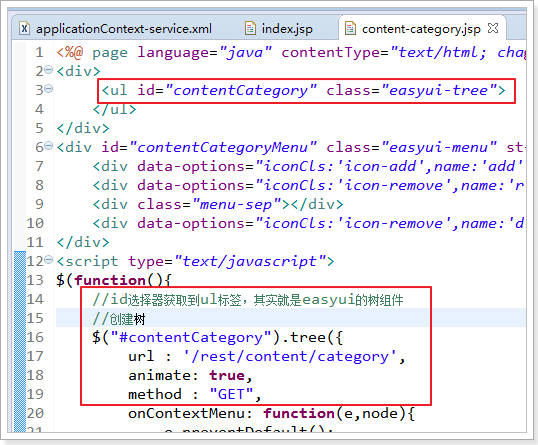 applicationContext-service.xml index.jsp content-category.jsp
1 <%@ page language="java" contentType="text/html;
2 <div>
3 <ul id="contentCategory" class="easyui-tree">
4 </ul>
5 </div>
6 <div id="contentCategoryMenu" class="easyui-menu" st
7 <div data-options="iconCls:'icon-add',name:'add'
8 <div data-options="iconCls:'icon-remove',name:'r
9 <div class="menu-sep"></div>
10 <div data-options="iconCls:'icon-remove',name:'d
11 </div>
12 <script type="text/javascript">
13 $(function(){
14 //id选择器获取到ul标签，其实就是easyui的树组件
15 //创建树
16 $("#contentCategory").tree({
17 url : '/rest/content/category',
18 animate: true,
19 method : "GET",
20 onContextMenu: function(e,node){
e.preventDefault();